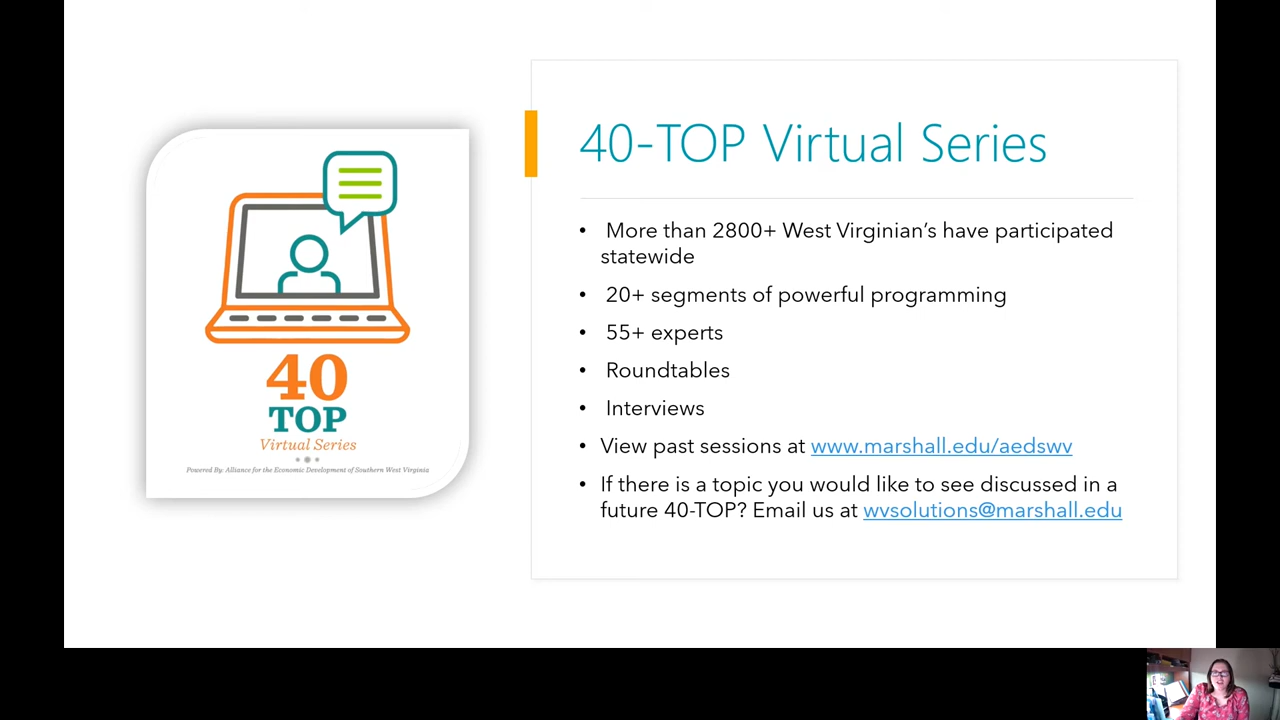 40
TOP
Virtual Series
Powered By: Alliance for the Economic Development of Southern West Virginia
40-TOP Virtual Series
• More than 2800+ West Virginian’s have participated
statewide
• 20+ segments of powerful programming
• 55+ experts
• Roundtables
• Interviews
• View past sessions at www.marshall.edu/aedswv
• If there is a topic you would like to see discussed in a
future 40-TOP? Email us at wvsolutions@marshall.edu